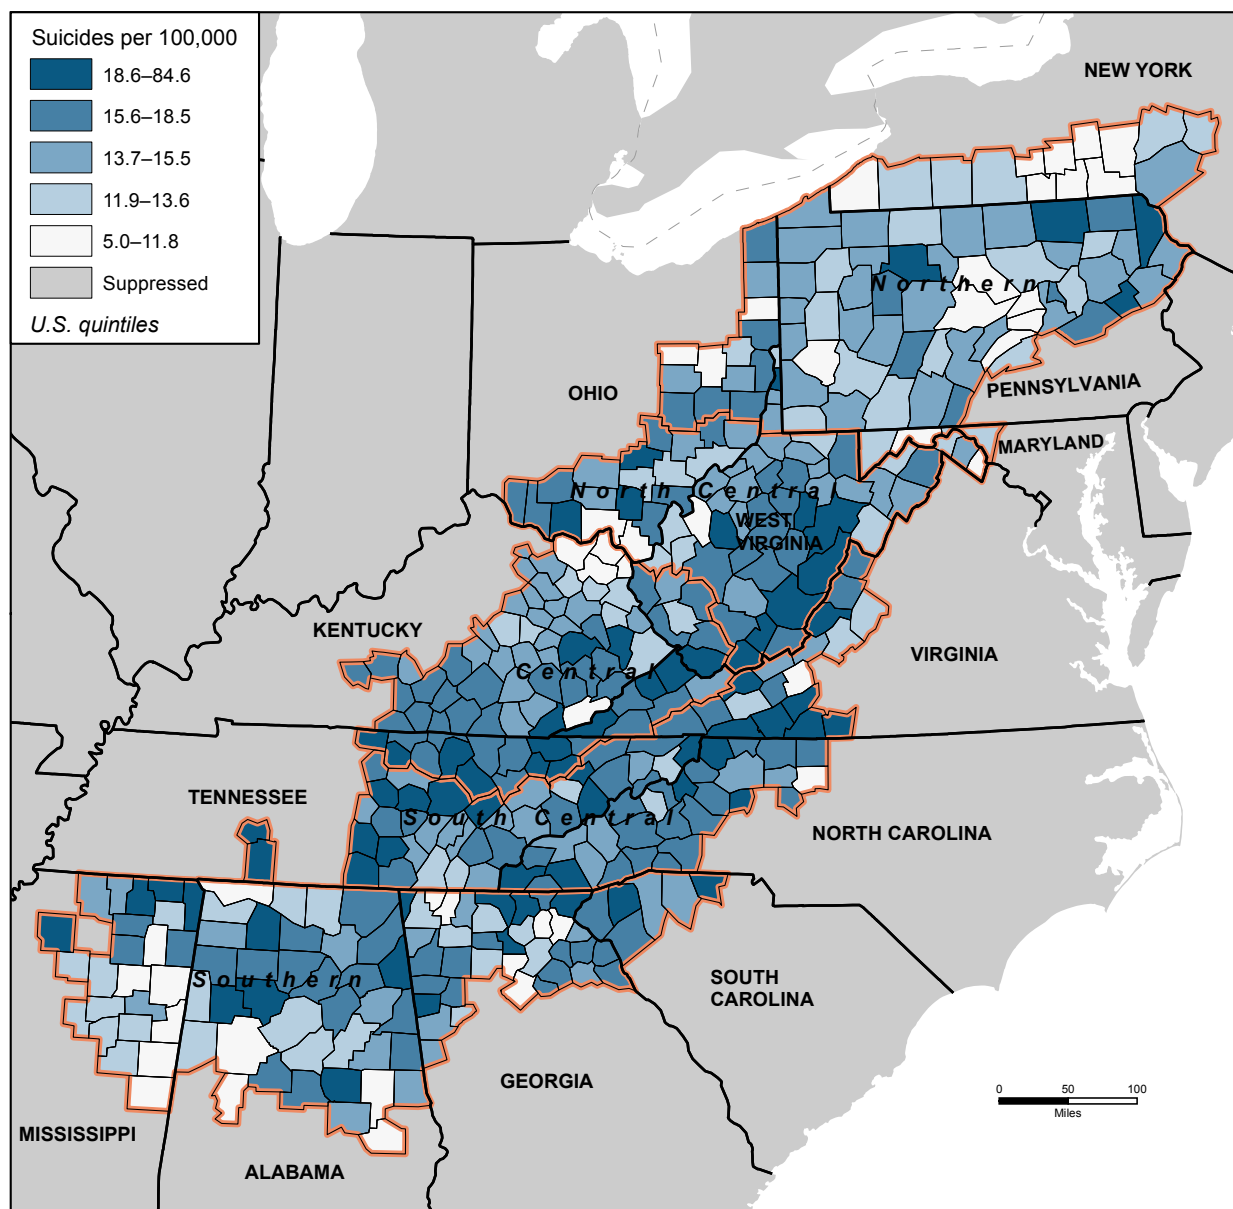 Suicides per 100,000
18.6–84.6
15.6–18.5
13.7–15.5
11.9–13.6
5.0–11.8
Suppressed
U.S. quintiles
NEW YORK
Northern
PENNSYLVANIA
OHIO
MARYLAND
North Central
WEST
VIRGINIA
KENTUCKY
VIRGINIA
Central
TENNESSEE
South Central
NORTH CAROLINA
Southern
SOUTH
CAROLINA
GEORGIA
0 50 100
Miles
MISSISSIPPI
ALABAMA